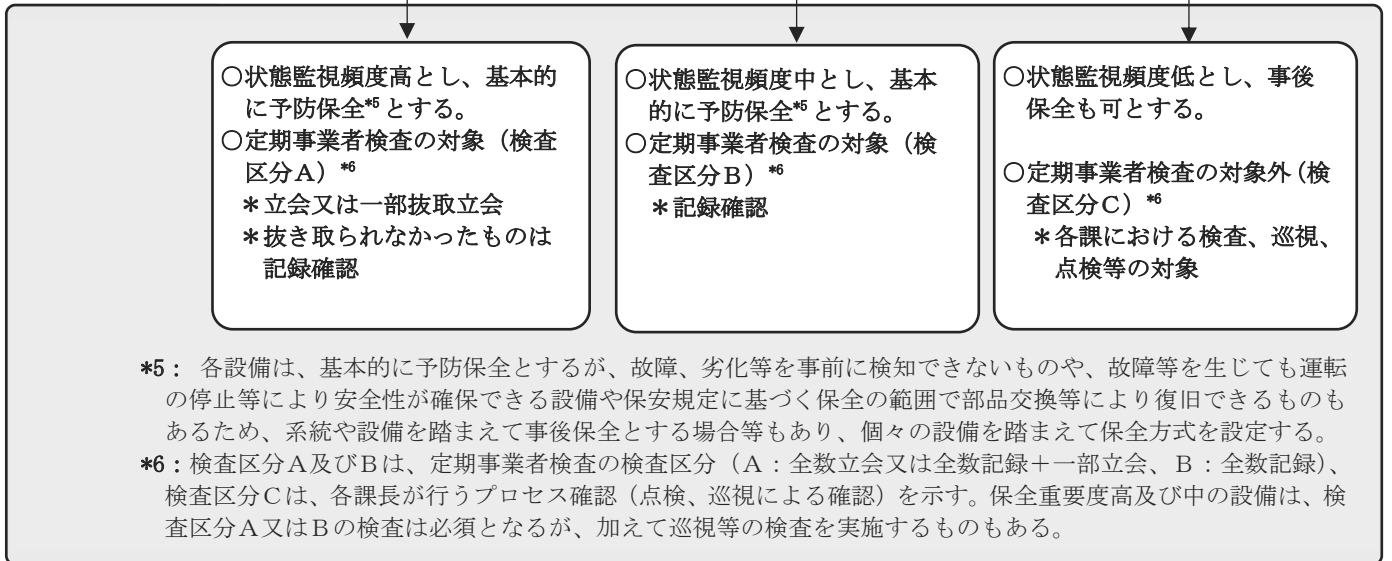 ○状態監視頻度高とし、基本的
に予防保全*5とする。
○定期事業者検査の対象（検査
区分A）*6
＊立会又は一部抜取立会
＊抜き取られなかったものは
記録確認
○状態監視頻度中とし、基本
的に予防保全*5とする。
○定期事業者検査の対象（検
査区分B）*6
＊記録確認
○状態監視頻度低とし、事後
保全も可とする。
○定期事業者検査の対象外（検
査区分C）*6
＊各課における検査、巡視、
点検等の対象
*5： 各設備は、基本的に予防保全とするが、故障、劣化等を事前に検知できないものや、故障等を生じても運転
の停止等により安全性が確保できる設備や保安規定に基づく保全の範囲で部品交換等により復旧できるものも
あるため、系統や設備を踏まえて事後保全とする場合等もあり、個々の設備を踏まえて保全方式を設定する。
*6：検査区分A及びBは、定期事業者検査の検査区分（A：全数立会又は全数記録＋一部立会、B：全数記録）、
検査区分Cは、各課長が行うプロセス確認（点検、巡視による確認）を示す。保全重要度高及び中の設備は、検
査区分A又はBの検査は必須となるが、加えて巡視等の検査を実施するものもある。